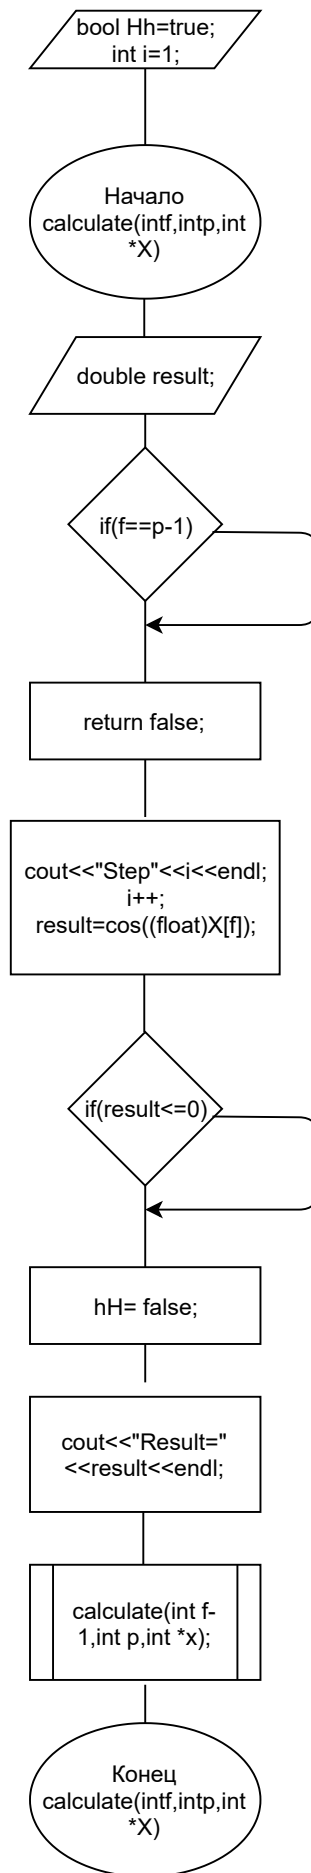 bool Hh=true;
int i=1;
Начало
calculate(intf,intp,int
*X)
double result;
if(f==p-1)
return false;
cout<<"Step"<<i<<endl;
i++;
result=cos((float)X[f]);
if(result<=0)
hH= false;
cout<<"Result="
<<result<<endl;
calculate(int f-
1,int p,int *x);
Конец
calculate(intf,intp,int
*X)